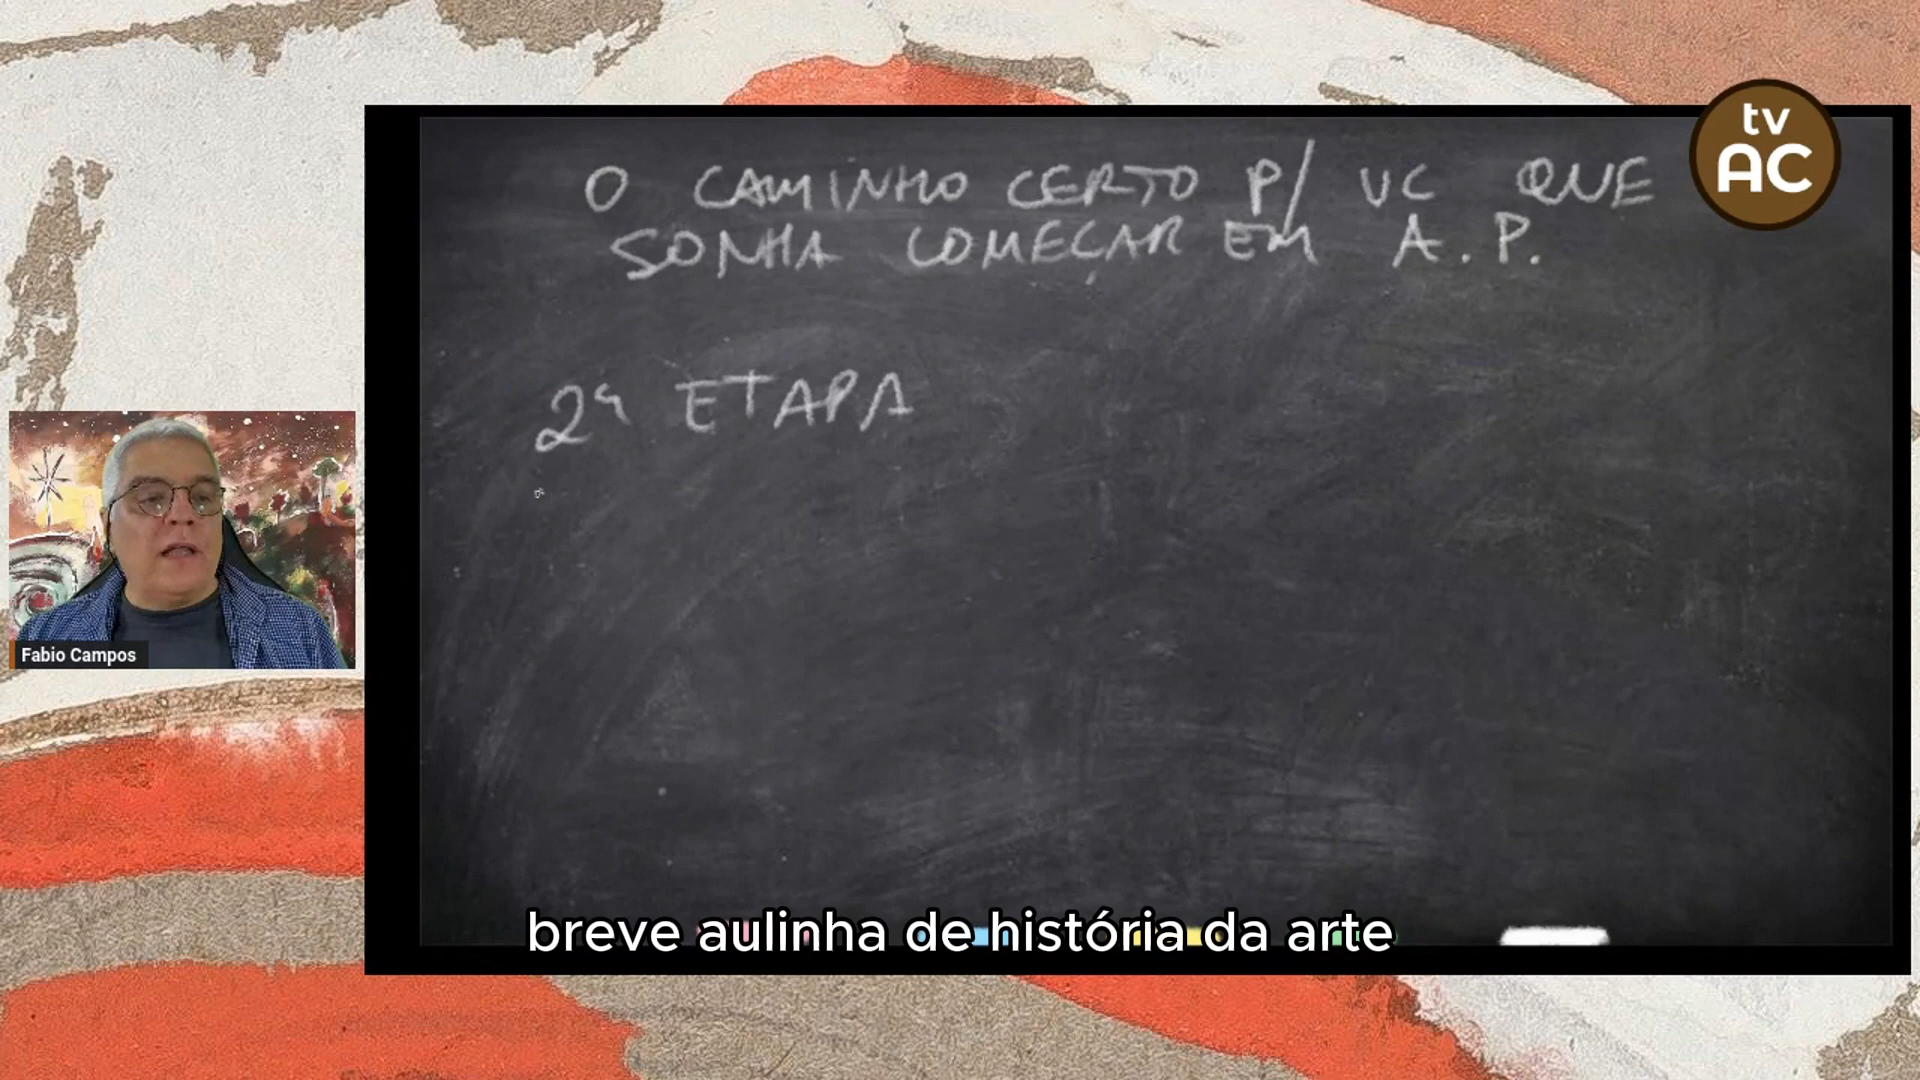 tv
AC
O CAMINHO CERTO P/ VC QUE
SONHA COMEÇAR EM A.P.
2ª ETAPA
Fabio Campos
breve aulinha de história da arte